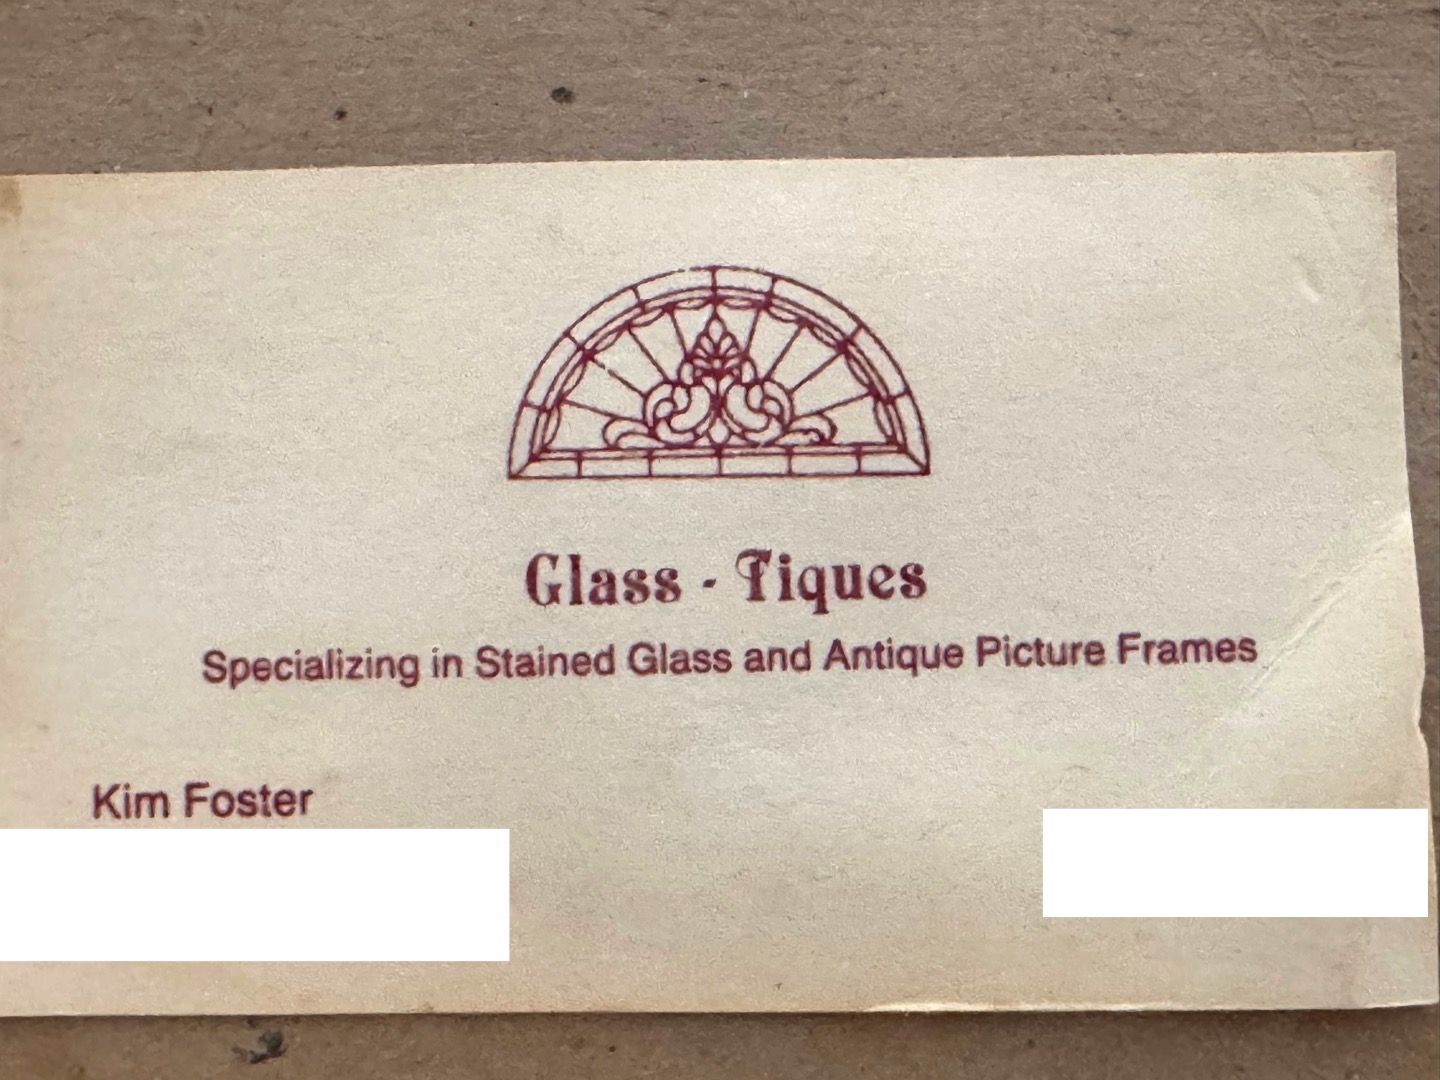 Glass - Tiques
Specializing in Stained Glass and Antique Picture Frames
Kim Foster